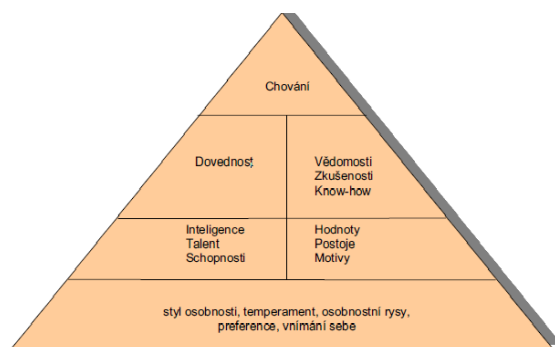 Chování
Dovednost
Vědomosti
Zkušenosti
Know-how
Inteligence
Talent
Schopnosti
Hodnoty
Postoje
Motivy
styl osobnosti, temperament, osobnostní rysy,
preference, vnímání sebe